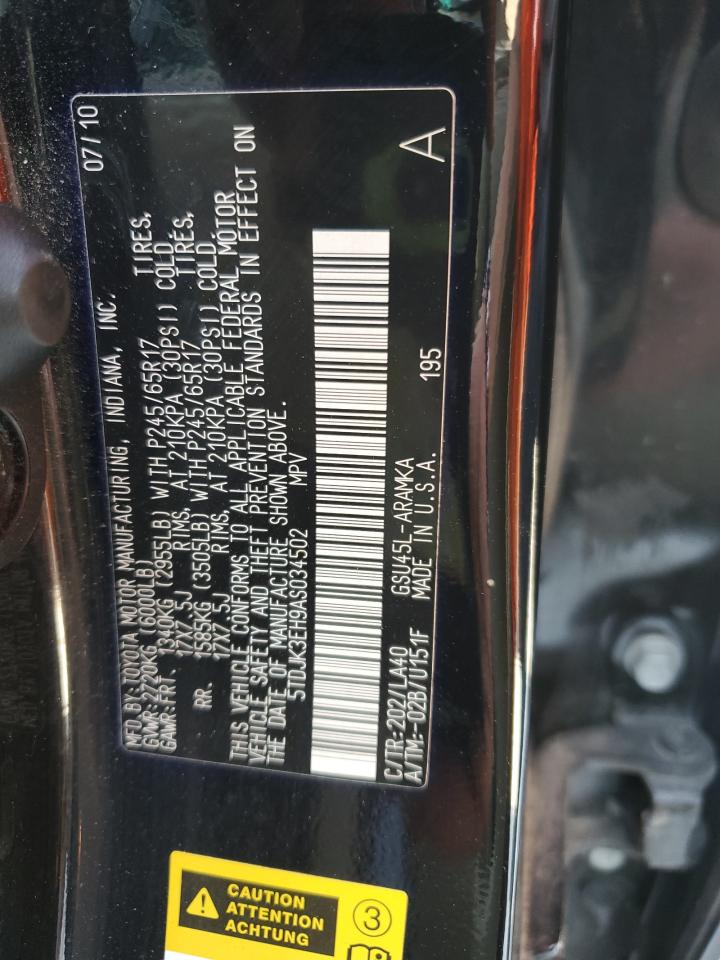 MFD. BY: TOYOTA MOTOR MANUFACTURING, INDIANA, INC. 07/10
GVWR: 2720KG (6000LB)
GAWR: FRT. 1340KG (2955LB) WITH P245/65R17 TIRES,
17X7.5J RIMS, AT 210KPA (30PSI) COLD.
RR. 1585KG (3505LB) WITH P245/65R17 TIRES,
17X7.5J RIMS, AT 210KPA (30PSI) COLD.
THIS VEHICLE CONFORMS TO ALL APPLICABLE FEDERAL MOTOR
VEHICLE SAFETY AND THEFT PREVENTION STANDARDS IN EFFECT ON
THE DATE OF MANUFACTURE SHOWN ABOVE.
5TDJK3EH9AS034502 MPV
C/TR:202/LA40 GSU45L-ARAMKA
A/TM:-02B/U151F MADE IN U.S.A. 195 A
CAUTION
ATTENTION
ACHTUNG
3